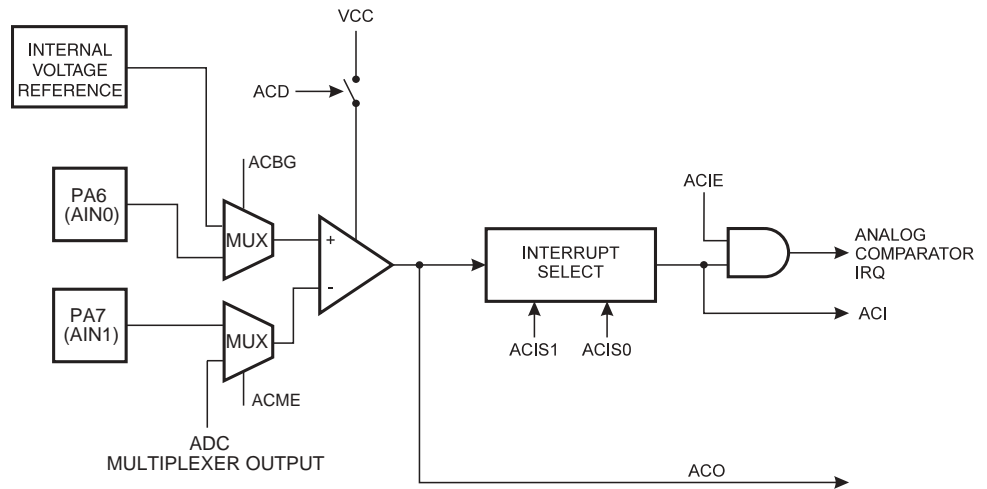 VCC
INTERNAL
VOLTAGE
REFERENCE
ACD
ACBG
PA6
(AIN0)
MUX
+
-
PA7
(AIN1)
MUX
ACME
ADC
MULTIPLEXER OUTPUT
INTERRUPT
SELECT
ACIS1
ACIS0
ACIE
ANALOG
COMPARATOR
IRQ
ACI
ACO